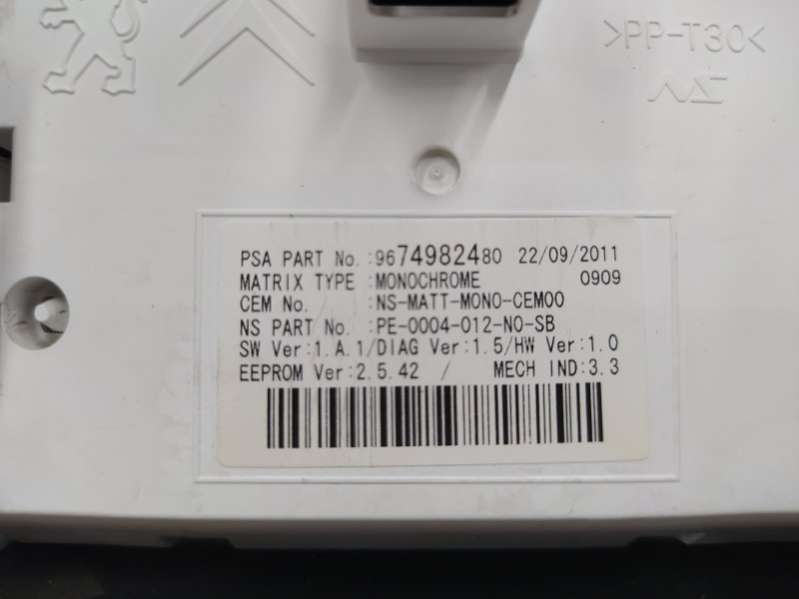 >PP-T30<
PSA PART No.:9674982480 22/09/2011
MATRIX TYPE :MONOCHROME 0909
CEM No. :NS-MATT-MONO-CEM00
NS PART No.:PE-0004-012-N0-SB
SW Ver:1.A.1/DIAG Ver:1.5/HW Ver:1.0
EEPROM Ver:2.5.42 / MECH IND:3.3